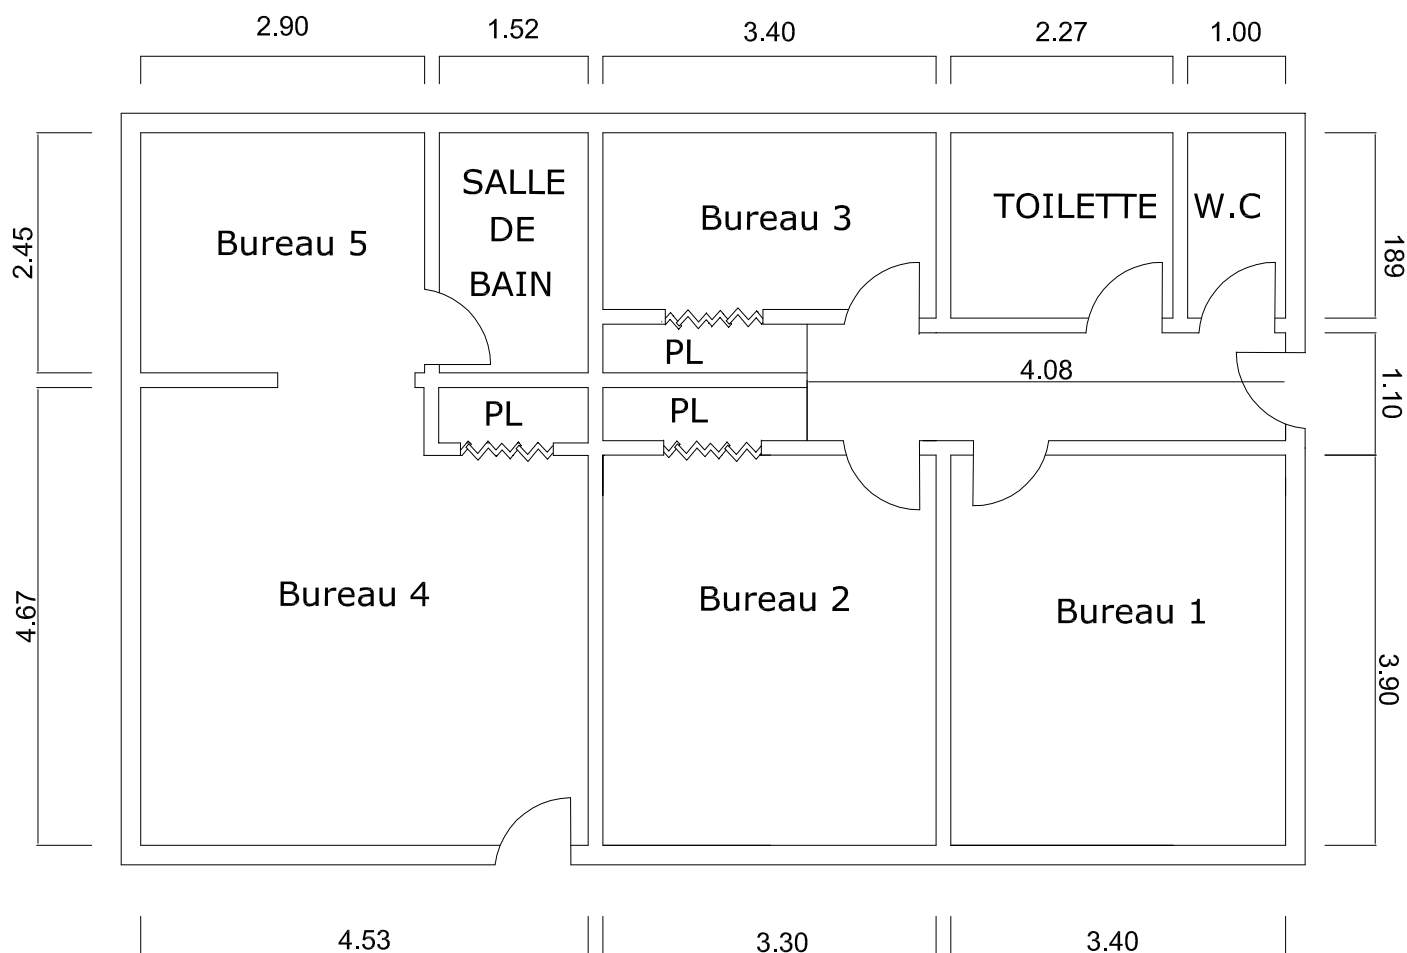 2.90
1.52
3.40
2.27
1.00
SALLE
DE
BAIN
Bureau 5
Bureau 3
TOILETTE
W.C
2.45
189
PL
4.08
1.10
PL
PL
Bureau 4
Bureau 2
Bureau 1
4.67
3.90
4.53
3.30
3.40